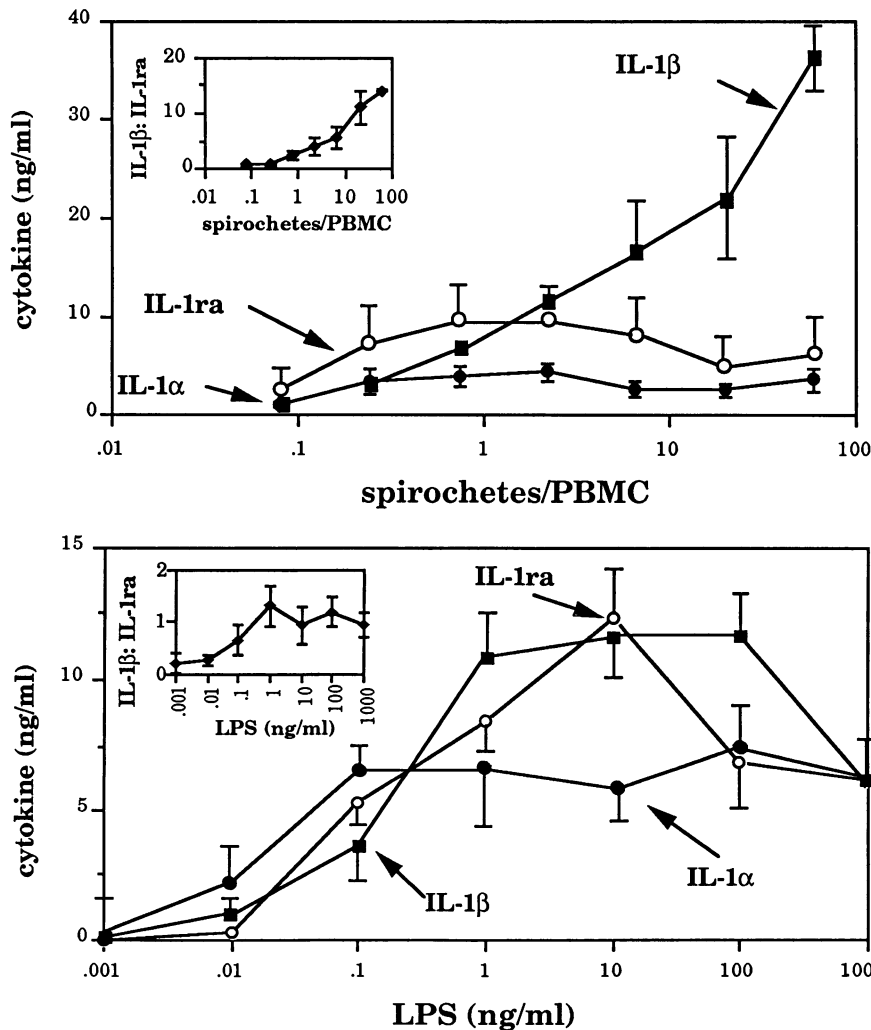 40
30
20
10
0
cytokine (ng/ml)
20
10
0
IL-1β: IL-1ra
.01
.1
1
10
100
spirochetes/PBMC
IL-1β
IL-1ra
IL-1α
.01
.1
1
10
100
spirochetes/PBMC
15
10
5
0
cytokine (ng/ml)
2
1
0
IL-1β: IL-1ra
.001
.01
.1
1
10
100
1000
LPS (ng/ml)
IL-1ra
IL-1β
IL-1α
.001
.01
.1
1
10
100
100
LPS (ng/ml)